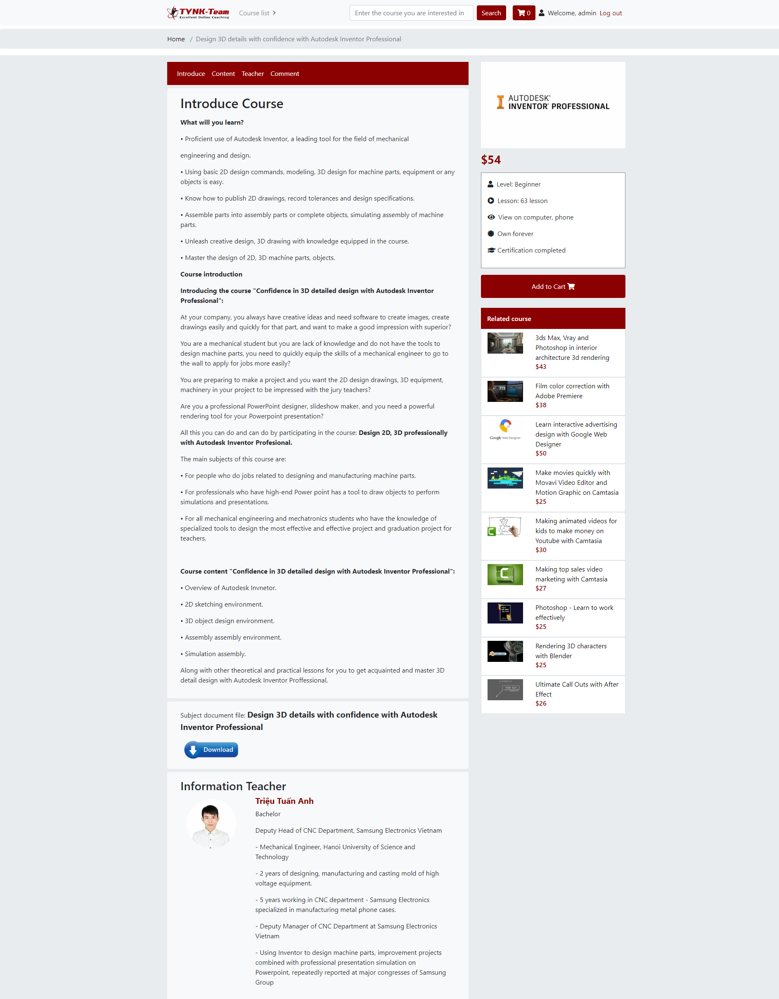 TYNK-Team
Excellent Online Coaching
Course list
Enter the course you are interested in
Search
0
Welcome, admin
Log out
Home / Design 3D details with confidence with Autodesk Inventor Professional
Introduce Content Teacher Comment
Introduce Course
What will you learn?
• Proficient use of Autodesk Inventor, a leading tool for the field of mechanical
engineering and design.
• Using basic 2D design commands, modeling, 3D design for machine parts, equipment or any
objects is easy.
• Know how to publish 2D drawings, record tolerances and design specifications.
• Assemble parts into assembly parts or complete objects, simulating assembly of machine
parts.
• Unleash creative design, 3D drawing with knowledge equipped in the course.
• Master the design of 2D, 3D machine parts, objects.
Course introduction
Introducing the course "Confidence in 3D detailed design with Autodesk Inventor
Professional":
At your company, you always have creative ideas and need software to create images, create
drawings easily and quickly for that part, and want to make a good impression with superior?
You are a mechanical student but you are lack of knowledge and do not have the tools to
design machine parts, you need to quickly equip the skills of a mechanical engineer to go to
the wall to apply for jobs more easily?
You are preparing to make a project and you want the 2D design drawings, 3D equipment,
machinery in your project to be impressed with the jury teachers?
Are you a professional PowerPoint designer, slideshow maker, and you need a powerful
rendering tool for your Powerpoint presentation?
All this you can do and can do by participating in the course: Design 2D, 3D professionally
with Autodesk Inventor Profesional.
The main subjects of this course are:
• For people who do jobs related to designing and manufacturing machine parts.
• For professionals who have high-end Power point has a tool to draw objects to perform
simulations and presentations.
• For all mechanical engineering and mechatronics students who have the knowledge of
specialized tools to design the most effective and effective project and graduation project for
teachers.
Course content "Confidence in 3D detailed design with Autodesk Inventor Professional":
• Overview of Autodesk Invnetor.
• 2D sketching environment.
• 3D object design environment.
• Assembly assembly environment.
• Simulation assembly.
Along with other theoretical and practical lessons for you to get acquainted and master 3D
detail design with Autodesk Inventor Proffessional.
Subject document file: Design 3D details with confidence with Autodesk
Inventor Professional
Download
Information Teacher
Triệu Tuấn Anh
Bachelor
Deputy Head of CNC Department, Samsung Electronics Vietnam
- Mechanical Engineer, Hanoi University of Science and
Technology
- 2 years of designing, manufacturing and casting mold of high
voltage equipment.
- 5 years working in CNC department - Samsung Electronics
specialized in manufacturing metal phone cases.
- Deputy Manager of CNC Department at Samsung Electronics
Vietnam
- Using Inventor to design machine parts, improvement projects
combined with professional presentation simulation on
Powerpoint, repeatedly reported at major congresses of Samsung
Group
AUTODESK®
INVENTOR® PROFESSIONAL
$54
Level: Beginner
Lesson: 63 lesson
View on computer, phone
Own forever
Certification completed
Add to Cart
Related course
3ds Max, Vray and
Photoshop in interior
architecture 3d rendering
$43
Film color correction with
Adobe Premiere
$38
Google Web Designer
Learn interactive advertising
design with Google Web
Designer
$50
Make movies quickly with
Movavi Video Editor and
Motion Graphic on Camtasia
$25
Making animated videos for
kids to make money on
Youtube with Camtasia
$30
Making top sales video
marketing with Camtasia
$27
Photoshop - Learn to work
effectively
$25
blender
Rendering 3D characters
with Blender
$25
YOUR TEXT
Ultimate Call Outs with After
Effect
$26